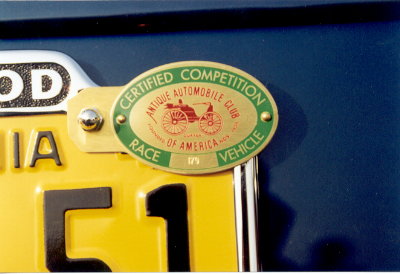 OD
IA
51
CERTIFIED COMPETITION
ANTIQUE AUTOMOBILE CLUB
OF AMERICA
175
RACE VEHICLE